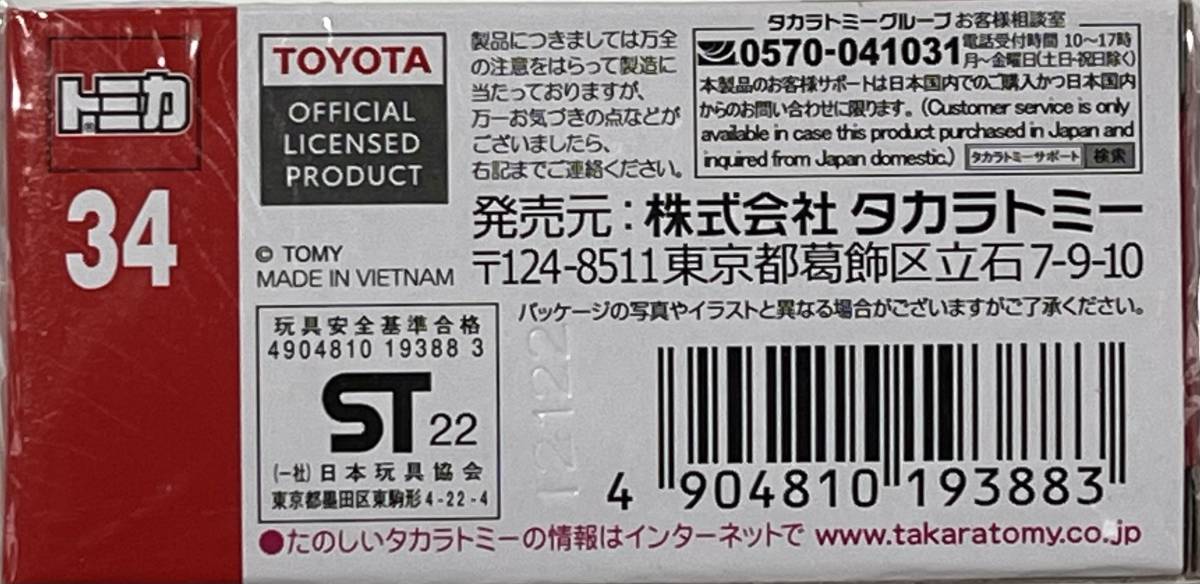 トミカ
34
TOYOTA
OFFICIAL
LICENSED
PRODUCT
© TOMY
MADE IN VIETNAM
製品につきましては万全
の注意をはらって製造に
当たっておりますが、
万一お気づきの点などが
ございましたら、
右記までご連絡ください。
タカラトミーグループ お客様相談室
0570-041031 電話受付時間 10〜17時
月〜金曜日(土日・祝日除く)
本製品のお客様サポートは日本国内でのご購入かつ日本国内
からのお問い合わせに限ります。(Customer service is only
available in case this product purchased in Japan and
inquired from Japan domestic.) タカラトミーサポート 検索
発売元:株式会社 タカラトミー
〒124-8511 東京都葛飾区立石7-9-10
パッケージの写真やイラストと異なる場合がございますがご了承ください。
玩具安全基準合格
4904810 19388 3
ST 22
(一社)日本玩具協会
東京都墨田区東駒形4-22-4
12122
4 904810 193883
●たのしいタカラトミーの情報はインターネットで www.takaratomy.co.jp